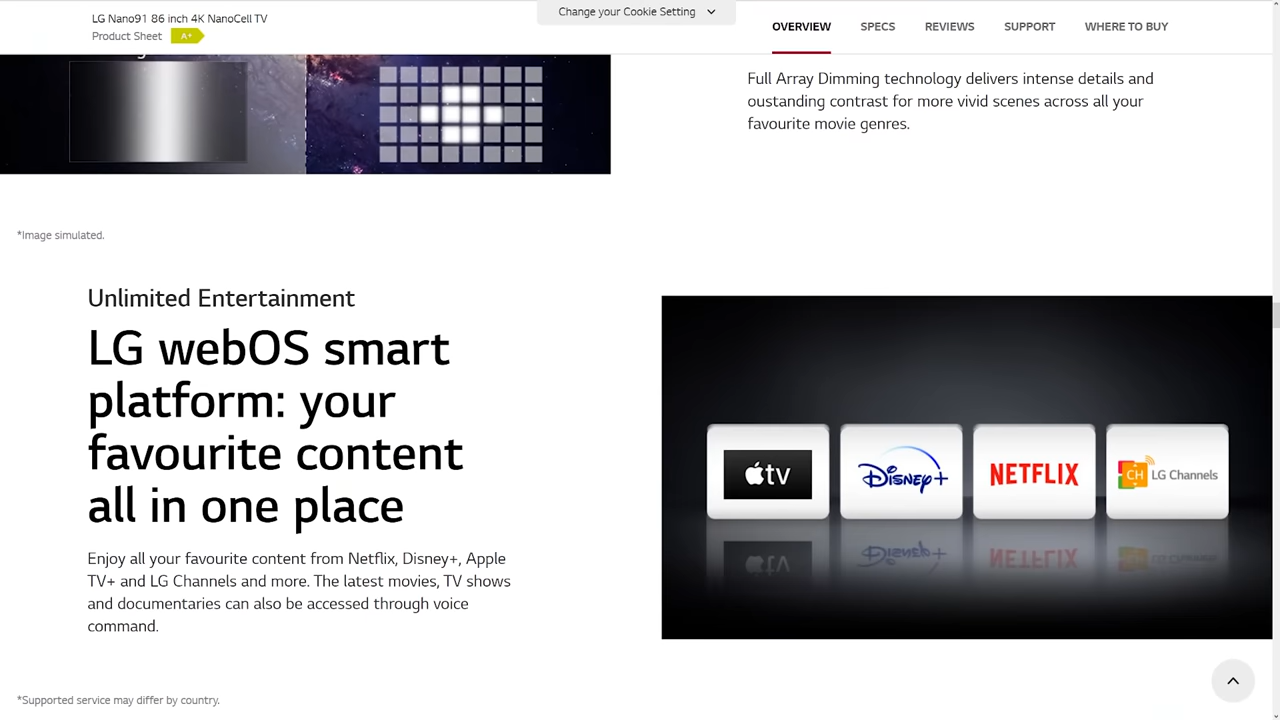 LG Nano91 86 inch 4K NanoCell TV
Product Sheet A+
Change your Cookie Setting
OVERVIEW SPECS REVIEWS SUPPORT WHERE TO BUY
Full Array Dimming technology delivers intense details and
oustanding contrast for more vivid scenes across all your
favourite movie genres.
*Image simulated.
Unlimited Entertainment
LG webOS smart
platform: your
favourite content
all in one place
Enjoy all your favourite content from Netflix, Disney+, Apple
TV+ and LG Channels and more. The latest movies, TV shows
and documentaries can also be accessed through voice
command.
tv
Disney+
NETFLIX
CH LG Channels
*Supported service may differ by country.